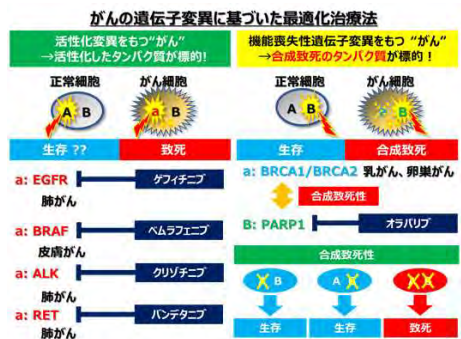 がんの遺伝子変異に基づいた最適化治療法
活性化変異をもつ"がん"
→活性化したタンパク質が標的!
正常細胞
がん細胞
A B
a B
生存 ??
致死
a: EGFR
ゲフィチニブ
肺がん
a: BRAF
ベムラフェニブ
皮膚がん
a: ALK
クリゾチニブ
肺がん
a: RET
バンデタニブ
肺がん
機能喪失性遺伝子変異をもつ "がん"
→合成致死のタンパク質が標的！
正常細胞
がん細胞
A B
a B
生存
合成致死
a: BRCA1/BRCA2 乳がん、卵巣がん
合成致死性
B: PARP1
オラパリブ
合成致死性
B
A
生存
生存
致死